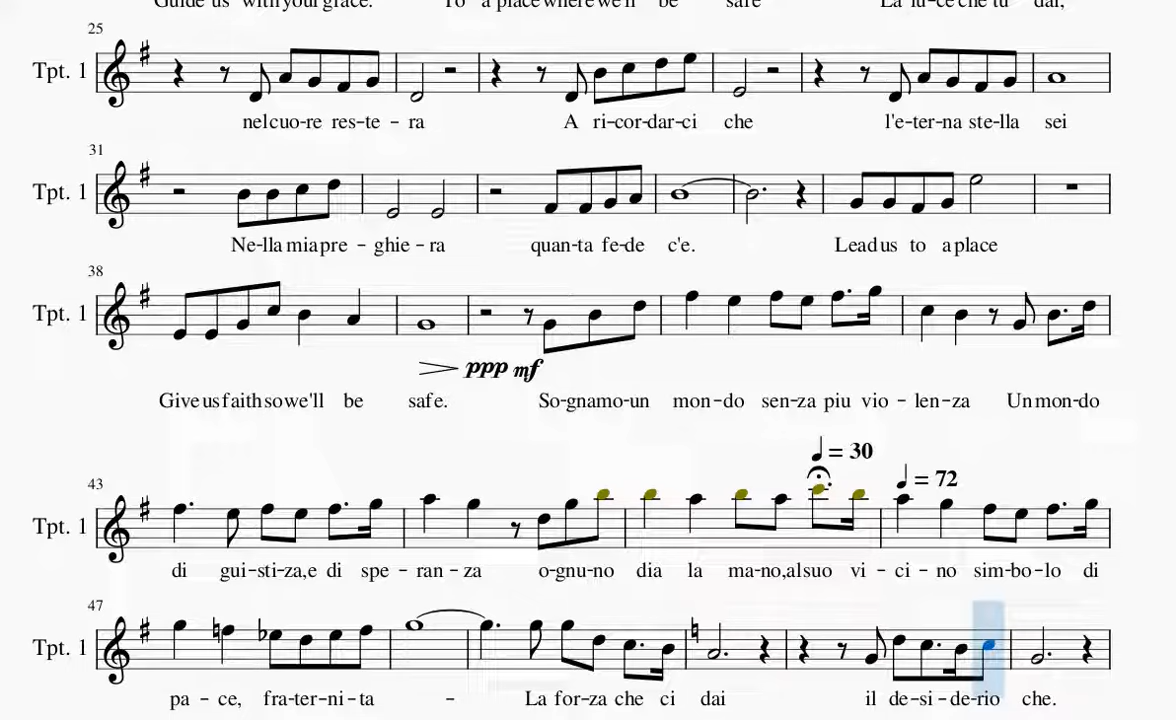 Guide us with your grace. To a place where we'll be safe La lu-ce che tu dai,
25
Tpt. 1
nel cuo-re res-te - ra A ri-cor-dar-ci che l'e-ter-na ste-lla sei
31
Tpt. 1
Ne-lla mia pre - ghie - ra quan-ta fe-de c'e. Lead us to a place
38
Tpt. 1
ppp mf
Give us faith so we'll be safe. So-gnamo-un mon-do sen-za piu vio - len-za Un mon-do
= 30
= 72
43
Tpt. 1
di gui-sti-za,e di spe - ran - za o-gnu-no dia la ma-no,al suo vi - ci - no sim-bo-lo di
47
Tpt. 1
pa - ce, fra-ter-ni-ta - La for-za che ci dai il de-si-de-rio che.